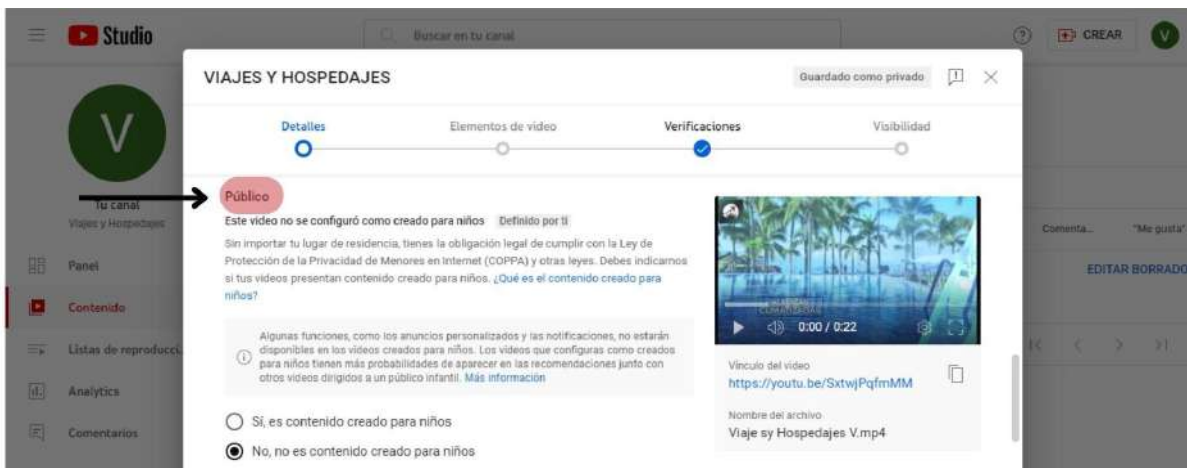 Studio
Buscar en tu canal
CREAR
V
VIAJES Y HOSPEDAJES
Guardado como privado
Detalles
Elementos de video
Verificaciones
Visibilidad
V
Tu canal
Viajes y Hospedajes
Panel
Contenido
Listas de reproducci...
Analytics
Comentarios
Público
Este video no se configuró como creado para niños Definido por ti
Sin importar tu lugar de residencia, tienes la obligación legal de cumplir con la Ley de
Protección de la Privacidad de Menores en Internet (COPPA) y otras leyes. Debes indicarnos
si tus videos presentan contenido creado para niños. ¿Qué es el contenido creado para
niños?
Algunas funciones, como los anuncios personalizados y las notificaciones, no estarán
disponibles en los videos creados para niños. Los videos que configuras como creados
para niños tienen más probabilidades de aparecer en las recomendaciones junto con
otros videos dirigidos a un público infantil. Más información
Sí, es contenido creado para niños
No, no es contenido creado para niños
CLIMATIZADAS
0:00 / 0:22
Vínculo del video
https://youtu.be/SxtwjPqfmMM
Nombre del archivo
Viaje sy Hospedajes V.mp4
Comenta...
"Me gusta"
EDITAR BORRADO